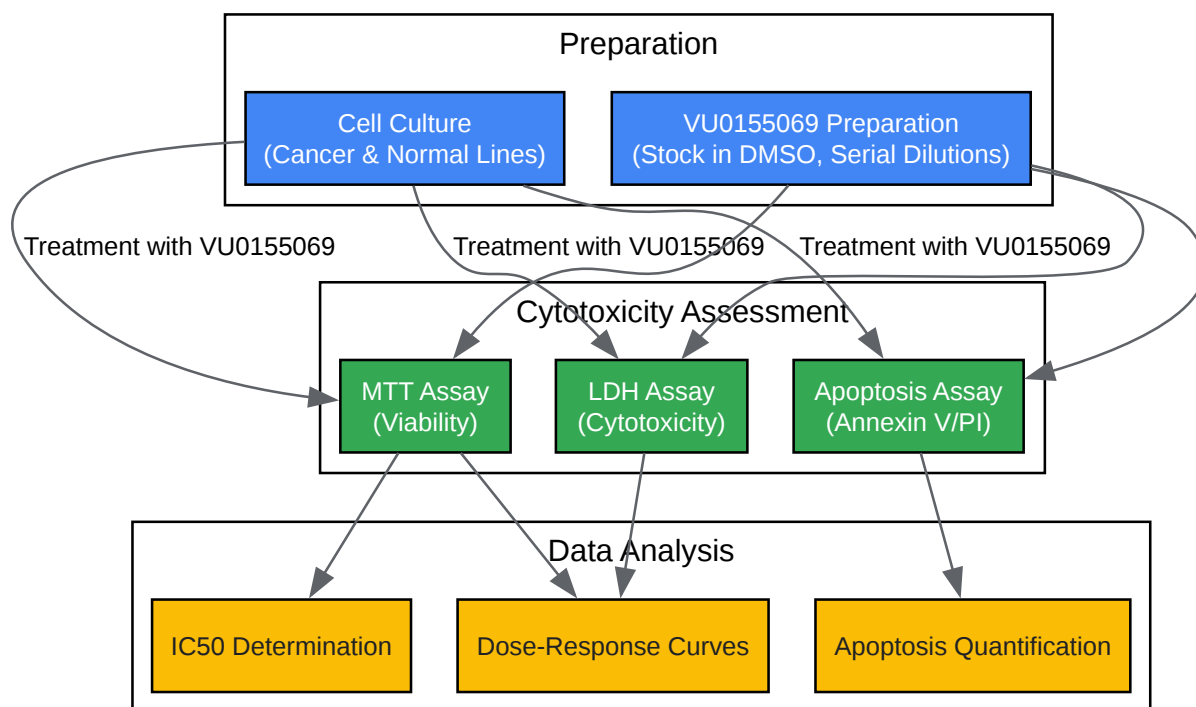 Preparation
Cell Culture
(Cancer & Normal Lines)
VU0155069 Preparation
(Stock in DMSO, Serial Dilutions)
Treatment with VU0155069
Treatment with VU0155069
Treatment with VU0155069
Cytotoxicity Assessment
MTT Assay
(Viability)
LDH Assay
(Cytotoxicity)
Apoptosis Assay
(Annexin V/PI)
Data Analysis
IC50 Determination
Dose-Response Curves
Apoptosis Quantification